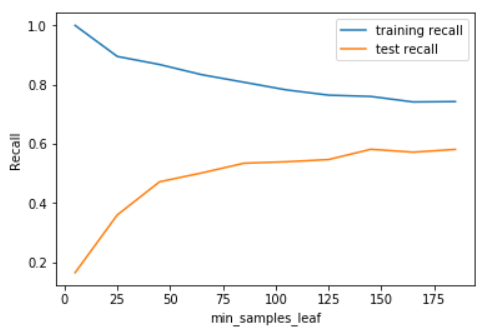 training recall
test recall
1.0
0.8
0.6
0.4
0.2
Recall
0 25 50 75 100 125 150 175
min_samples_leaf